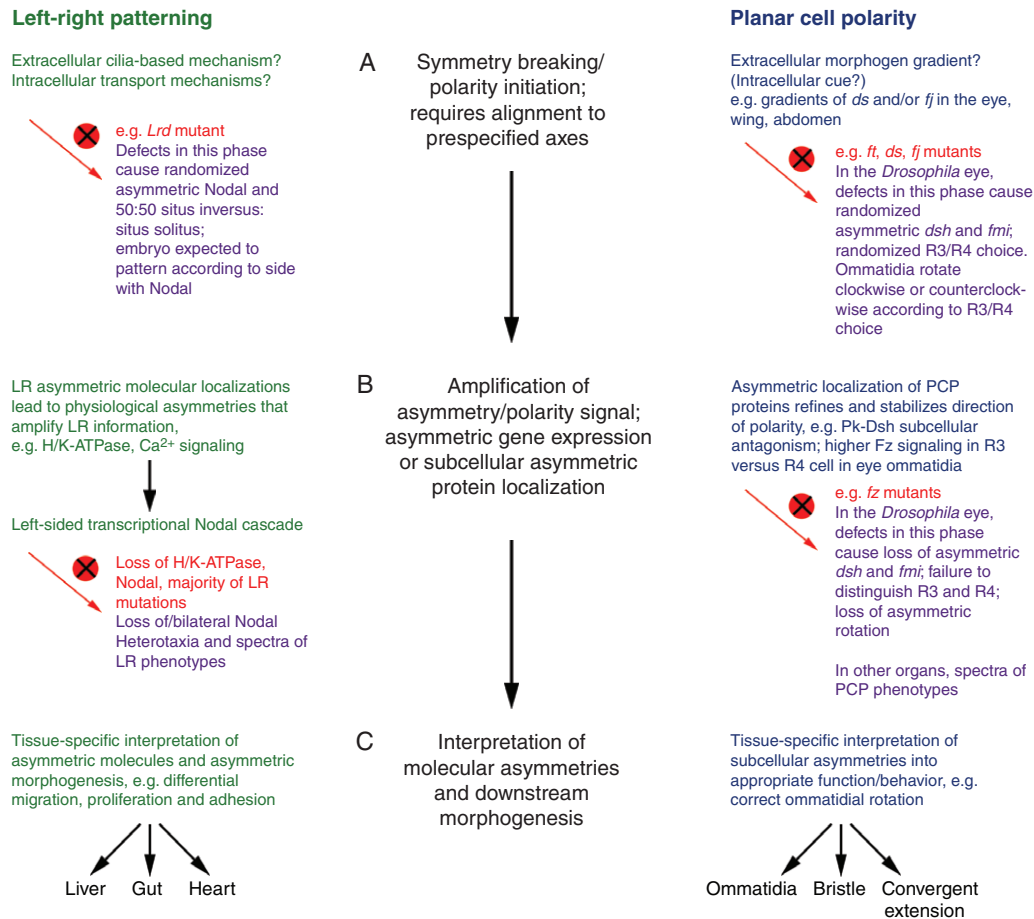 Left-right patterning
Extracellular cilia-based mechanism?
Intracellular transport mechanisms?
e.g. Lrd mutant
Defects in this phase
cause randomized
asymmetric Nodal and
50:50 situs inversus:
situs solitus;
embryo expected to
pattern according to side
with Nodal
A
Symmetry breaking/
polarity initiation;
requires alignment to
prespecified axes
Planar cell polarity
Extracellular morphogen gradient?
(Intracellular cue?)
e.g. gradients of ds and/or fj in the eye,
wing, abdomen
e.g. ft, ds, fj mutants
In the Drosophila eye,
defects in this phase cause
randomized
asymmetric dsh and fmi;
randomized R3/R4 choice.
Ommatidia rotate
clockwise or counterclock-
wise according to R3/R4
choice
LR asymmetric molecular localizations
lead to physiological asymmetries that
amplify LR information,
e.g. H/K-ATPase, Ca2+ signaling
Left-sided transcriptional Nodal cascade
Loss of H/K-ATPase,
Nodal, majority of LR
mutations
Loss of/bilateral Nodal
Heterotaxia and spectra of
LR phenotypes
B
Amplification of
asymmetry/polarity signal;
asymmetric gene expression
or subcellular asymmetric
protein localization
Asymmetric localization of PCP
proteins refines and stabilizes direction
of polarity, e.g. Pk-Dsh subcellular
antagonism; higher Fz signaling in R3
versus R4 cell in eye ommatidia
e.g. fz mutants
In the Drosophila eye,
defects in this phase
cause loss of asymmetric
dsh and fmi; failure to
distinguish R3 and R4;
loss of asymmetric
rotation
In other organs, spectra of
PCP phenotypes
Tissue-specific interpretation of
asymmetric molecules and asymmetric
morphogenesis, e.g. differential
migration, proliferation and adhesion
Liver Gut Heart
C
Interpretation of
molecular asymmetries
and downstream
morphogenesis
Tissue-specific interpretation of
subcellular asymmetries into
appropriate function/behavior, e.g.
correct ommatidial rotation
Ommatidia Bristle Convergent
extension